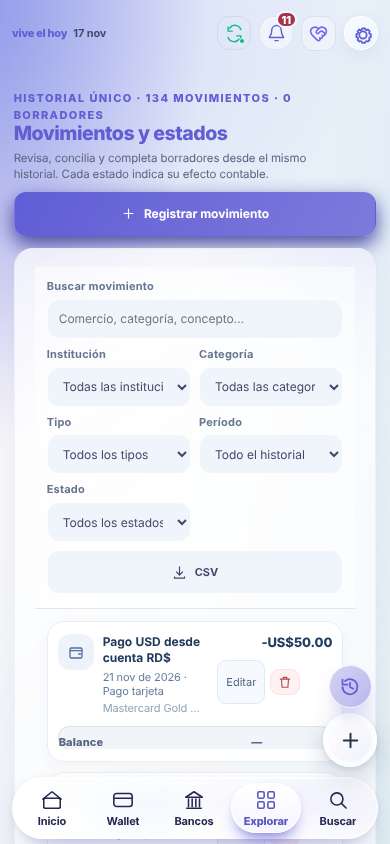 vive el hoy 17 nov
11
HISTORIAL ÚNICO · 134 MOVIMIENTOS · 0
BORRADORES
Movimientos y estados
Revisa, concilia y completa borradores desde el mismo
historial. Cada estado indica su efecto contable.
+ Registrar movimiento
Buscar movimiento
Comercio, categoría, concepto...
Institución Categoría
Todas las instituci Todas las categor
Tipo Período
Todos los tipos Todo el historial
Estado
Todos los estados
CSV
Pago USD desde -US$50.00
cuenta RD$
21 nov de 2026 ·
Pago tarjeta
Editar
Mastercard Gold ...
Balance —
Inicio Wallet Bancos Explorar Buscar